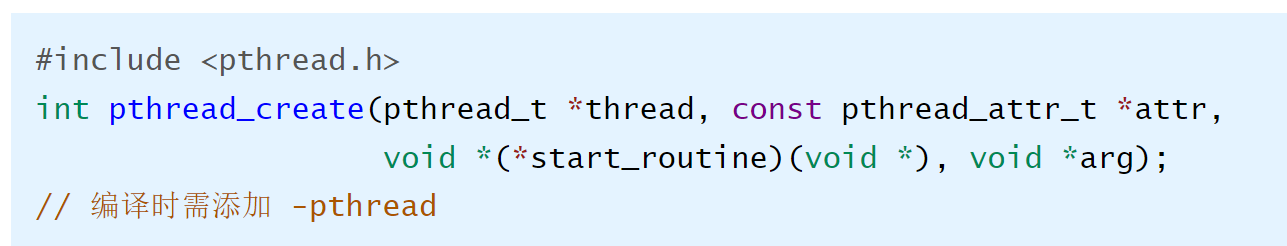 #include <pthread.h>
int pthread_create(pthread_t *thread, const pthread_attr_t *attr,
void *(*start_routine)(void *), void *arg);
// 编译时需添加 -pthread